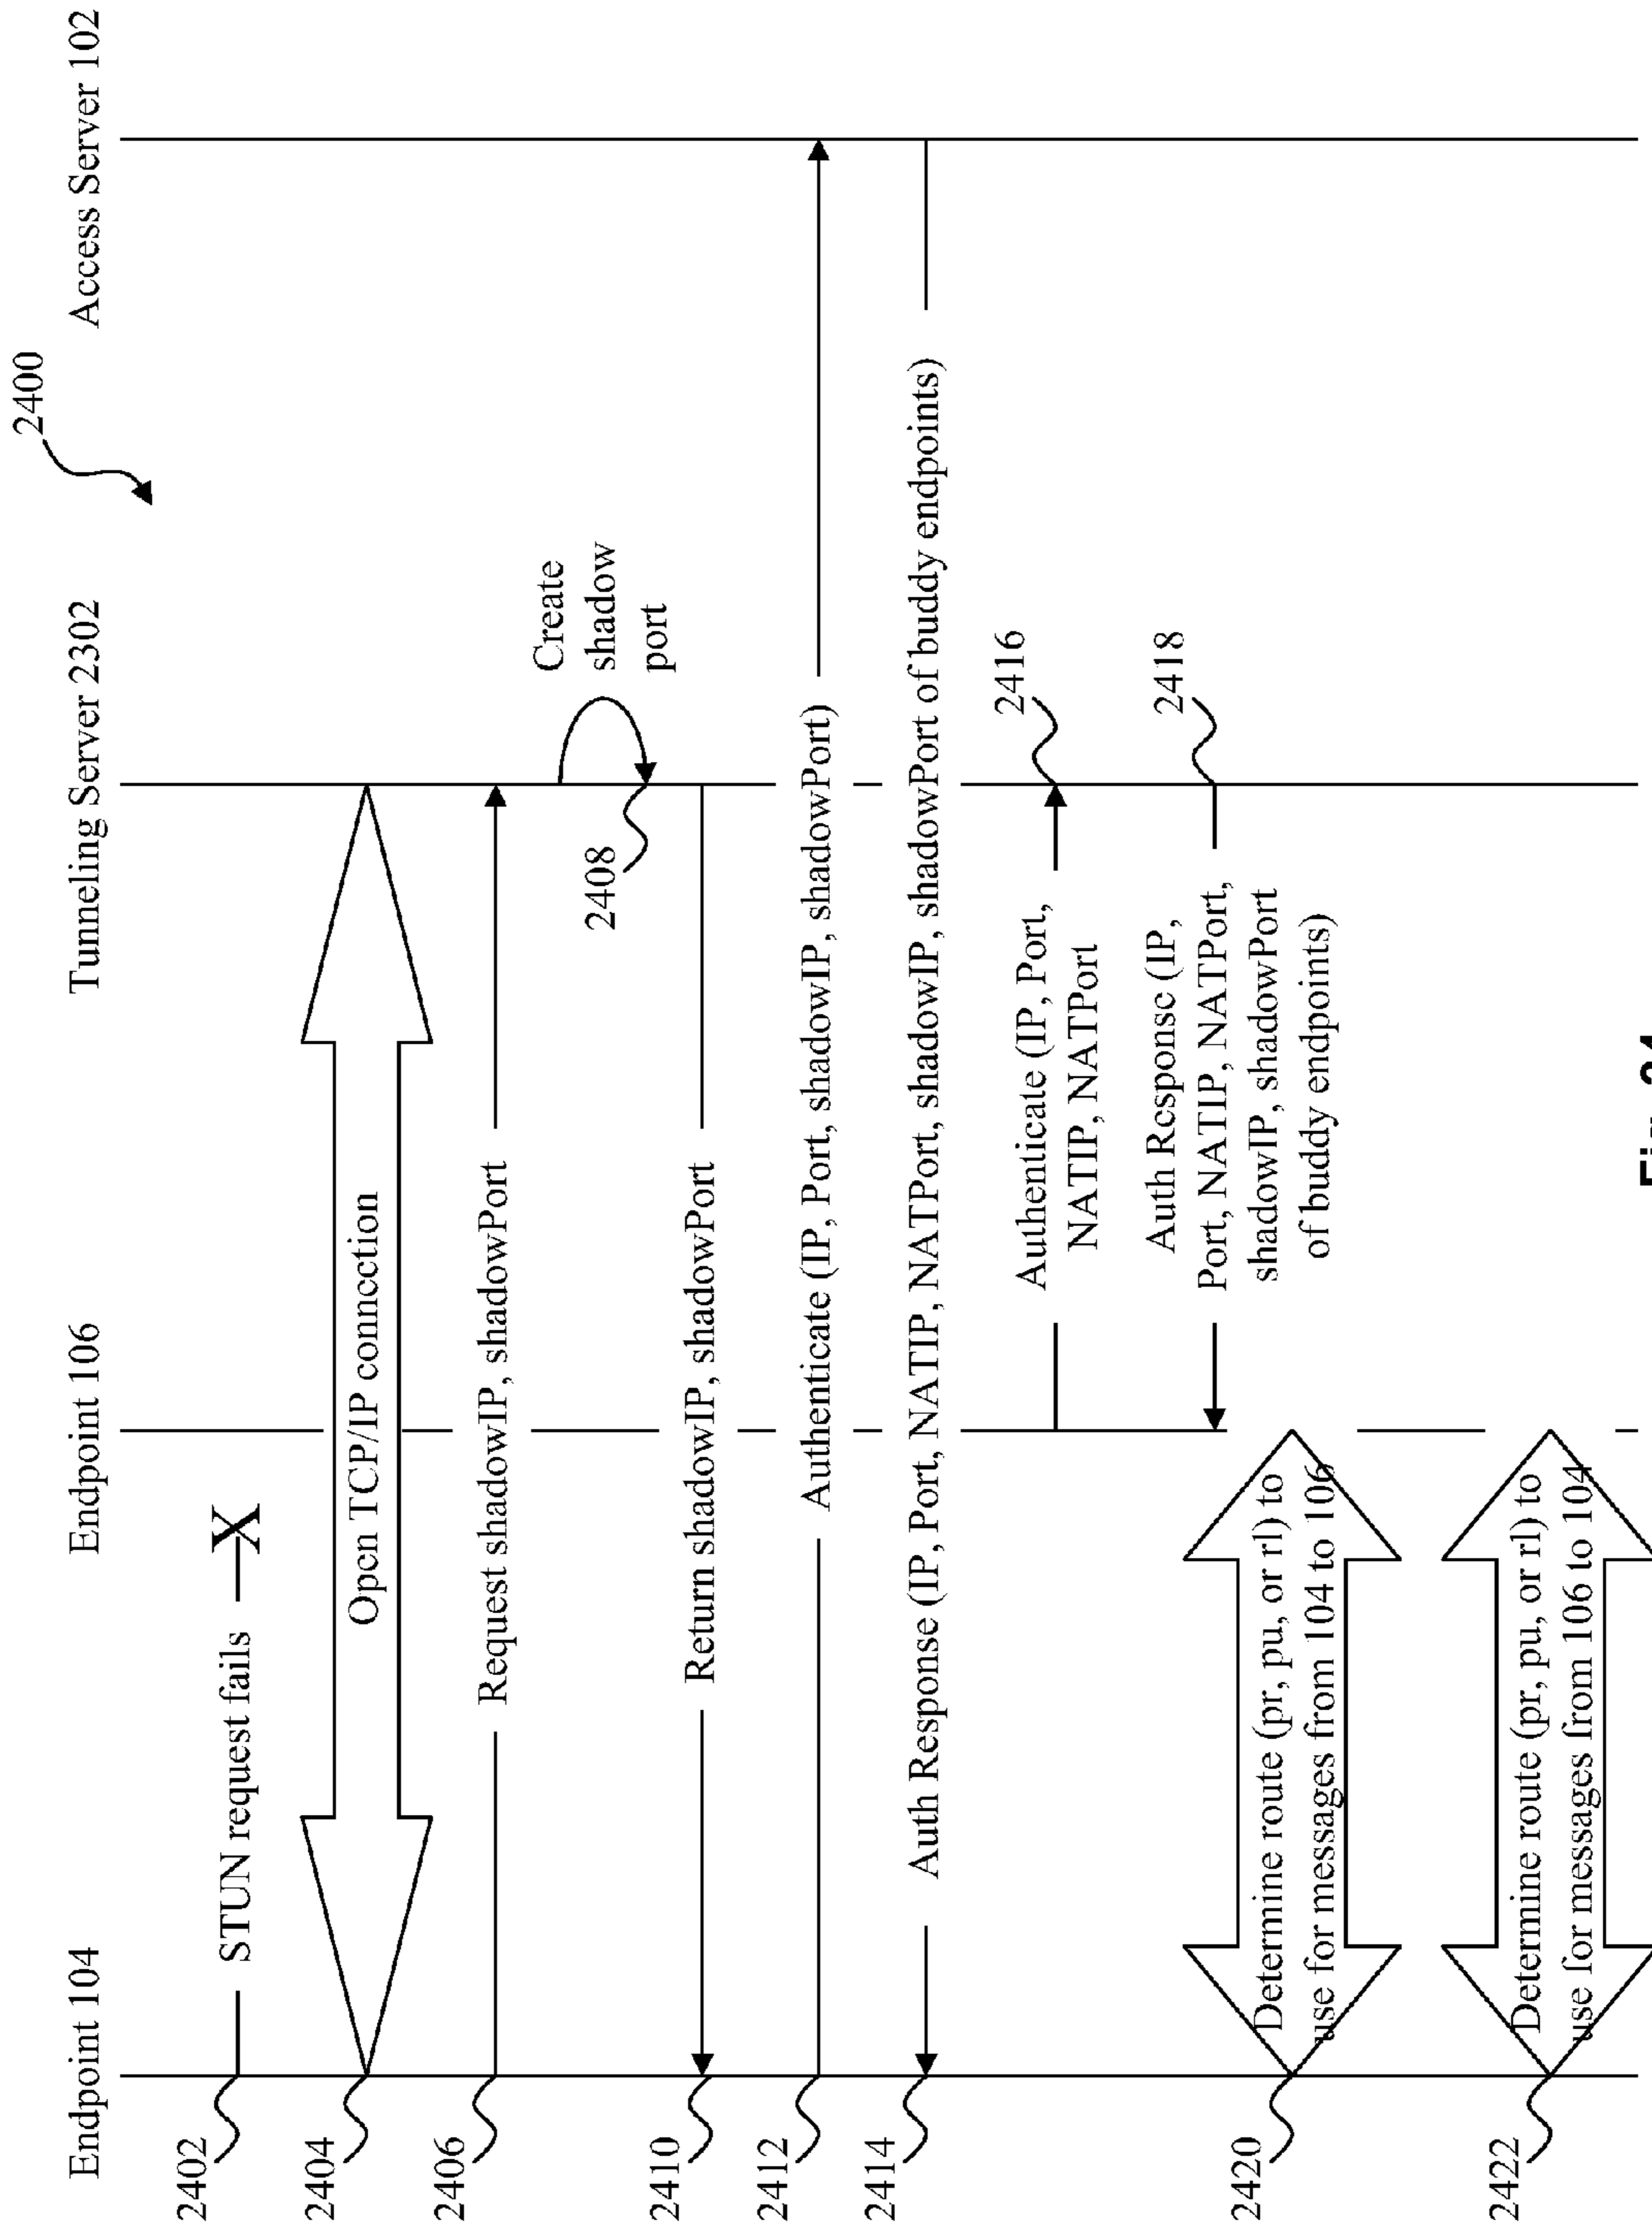 2400
Endpoint 104
Endpoint 106
Tunneling Server 2302
Access Server 102
2402
STUN request fails
X
2404
Open TCP/IP connection
2406
Request shadowIP, shadowPort
Create
shadow
port
2408
2410
Return shadowIP, shadowPort
2412
Authenticate (IP, Port, shadowIP, shadowPort)
2414
Auth Response (IP, Port, NATIP, NATPort, shadowIP, shadowPort of buddy endpoints)
2416
Authenticate (IP, Port,
NATIP, NATPort
2418
Auth Response (IP,
Port, NATIP, NATPort,
shadowIP, shadowPort
of buddy endpoints)
2420
Determine route (pr, pu, or rl) to
use for messages from 104 to 106
2422
Determine route (pr, pu, or rl) to
use for messages from 106 to 104